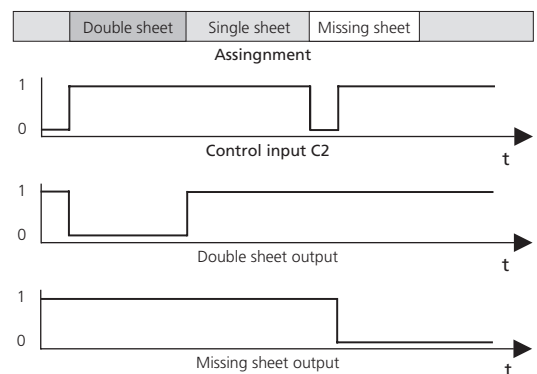 Double sheet Single sheet Missing sheet
Assingnment
1
0
Control input C2
t
1
0
Double sheet output
t
1
0
Missing sheet output
t